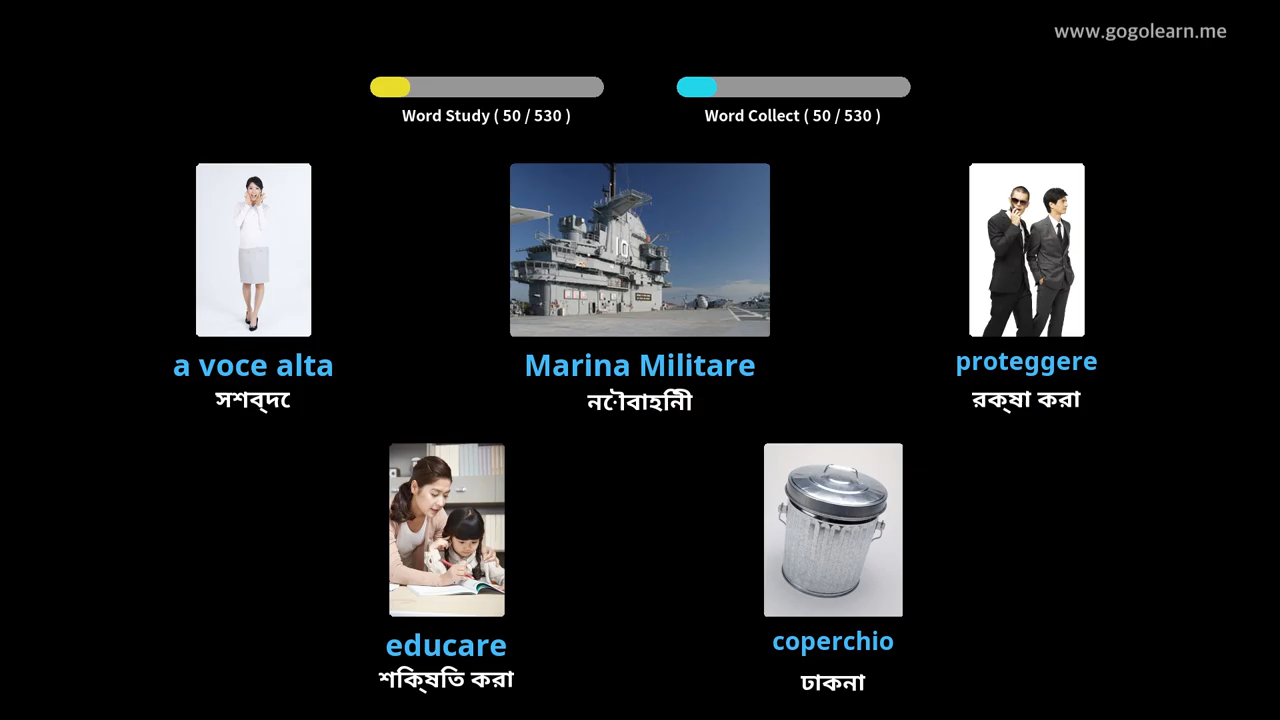 www.gogolearn.me
Word Study ( 50 / 530 )
Word Collect ( 50 / 530 )
a voce alta
সশব্দে
Marina Militare
নৌবাহিনী
proteggere
রক্ষা করা
educare
শিক্ষিত করা
coperchio
ঢাকনা
10